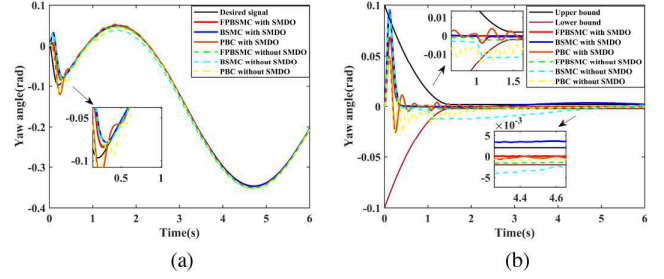 0.1
0
-0.1
-0.2
-0.3
-0.4
Yaw angle(rad)
Desired signal
FPBSMC with SMDO
BSMC with SMDO
PBC with SMDO
FPBSMC without SMDO
BSMC without SMDO
PBC without SMDO
-0.05
-0.1
0.5 1
0 1 2 3 4 5 6
Time(s)
(a)
0.1
0.05
0
-0.05
-0.1
Yaw angle(rad)
0.01
0
-0.01
1 1.5
Upper bound
Lower bound
FPBSMC with SMDO
BSMC with SMDO
PBC with SMDO
FPBSMC without SMDO
BSMC without SMDO
PBC without SMDO
×10⁻³
5
0
-5
4.4 4.6
0 1 2 3 4 5 6
Time(s)
(b)